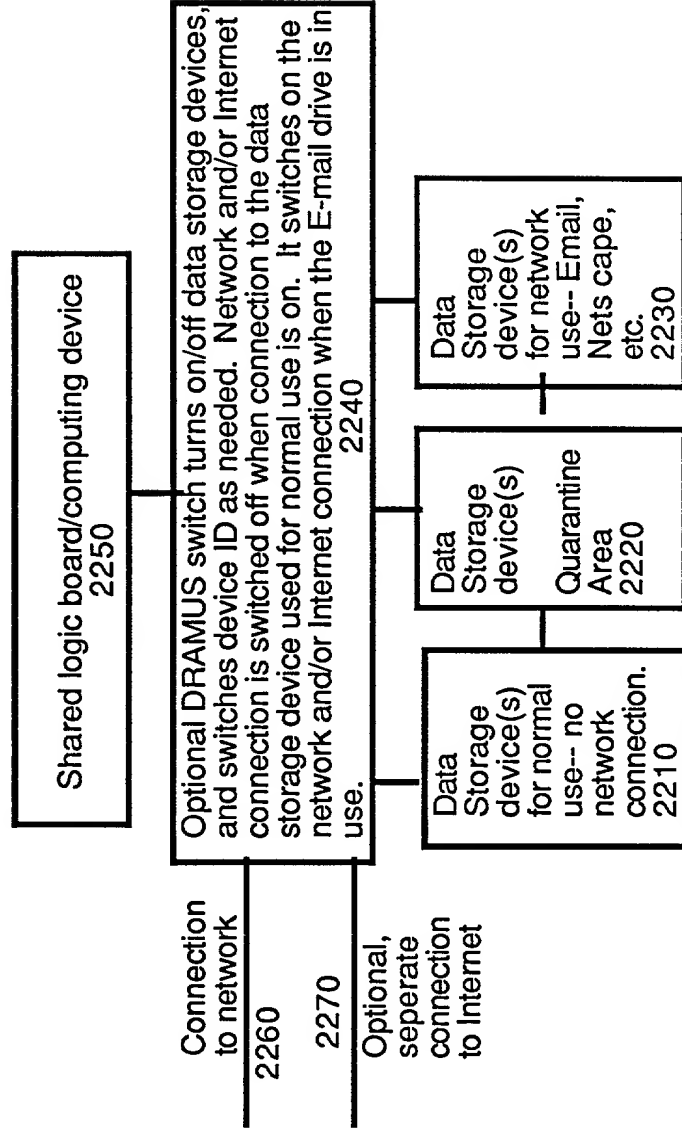 Shared logic board/computing device
2250
Optional DRAMUS switch turns on/off data storage devices,
and switches device ID as needed.  Network and/or Internet
connection is switched off when connection to the data
storage device used for normal use is on.  It switches on the
network and/or Internet connection when the E-mail drive is in
use.
2240
Connection
to network
2260
2270
Optional,
seperate
connection
to Internet
Data
Storage
device(s)
for normal
use-- no
network
connection.
2210
Data
Storage
device(s)
Quarantine
Area
2220
Data
Storage
device(s)
for network
use-- Email,
Nets cape,
etc.
2230